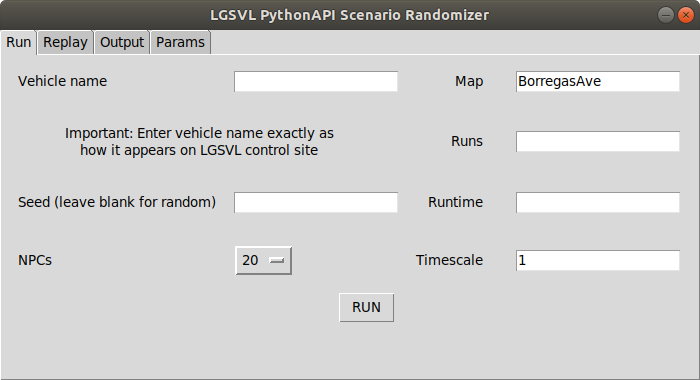 LGSVL PythonAPI Scenario Randomizer
Run Replay Output Params
Vehicle name
Map BorregasAve
Important: Enter vehicle name exactly as
how it appears on LGSVL control site
Runs
Seed (leave blank for random)
Runtime
NPCs 20
Timescale 1
RUN